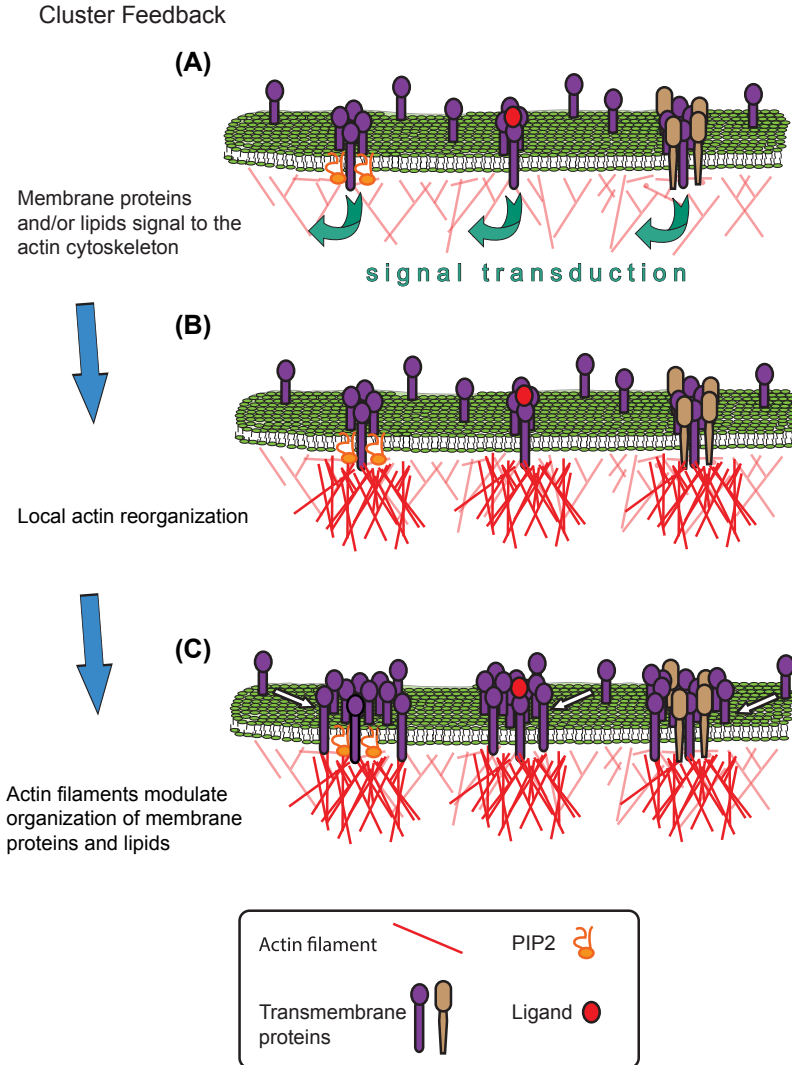 Cluster Feedback
(A)
Membrane proteins
and/or lipids signal to the
actin cytoskeleton
signal transduction
(B)
Local actin reorganization
(C)
Actin filaments modulate
organization of membrane
proteins and lipids
Actin filament
PIP2
Transmembrane
proteins
Ligand